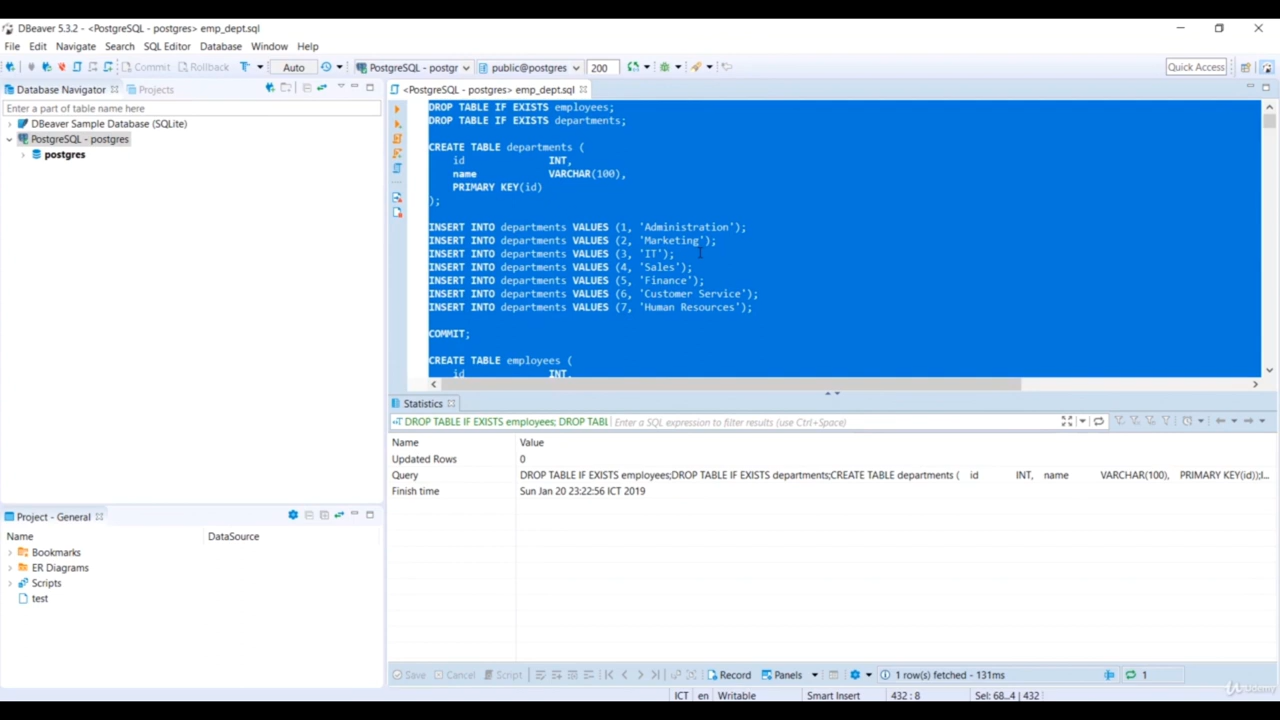 DBeaver 5.3.2 - <PostgreSQL - postgres> emp_dept.sql
File Edit Navigate Search SQL Editor Database Window Help
Commit Rollback Auto PostgreSQL - postgr public@postgres 200 Quick Access
Database Navigator Projects
Enter a part of table name here
DBeaver Sample Database (SQLite)
PostgreSQL - postgres
postgres
<PostgreSQL - postgres> emp_dept.sql
DROP TABLE IF EXISTS employees;
DROP TABLE IF EXISTS departments;
CREATE TABLE departments (
id INT,
name VARCHAR(100),
PRIMARY KEY(id)
);
INSERT INTO departments VALUES (1, 'Administration');
INSERT INTO departments VALUES (2, 'Marketing');
INSERT INTO departments VALUES (3, 'IT');
INSERT INTO departments VALUES (4, 'Sales');
INSERT INTO departments VALUES (5, 'Finance');
INSERT INTO departments VALUES (6, 'Customer Service');
INSERT INTO departments VALUES (7, 'Human Resources');
COMMIT;
CREATE TABLE employees (
id INT,
Statistics
DROP TABLE IF EXISTS employees; DROP TABL Enter a SQL expression to filter results (use Ctrl+Space)
Name Value
Updated Rows 0
Query DROP TABLE IF EXISTS employees;DROP TABLE IF EXISTS departments;CREATE TABLE departments ( id INT, name VARCHAR(100), PRIMARY KEY(id));I...
Finish time Sun Jan 20 23:22:56 ICT 2019
Project - General
Name DataSource
Bookmarks
ER Diagrams
Scripts
test
Save Cancel Script Record Panels 1 row(s) fetched - 131ms 1
ICT en Writable Smart Insert 432 : 8 Sel: 68...4 | 432
Udemy